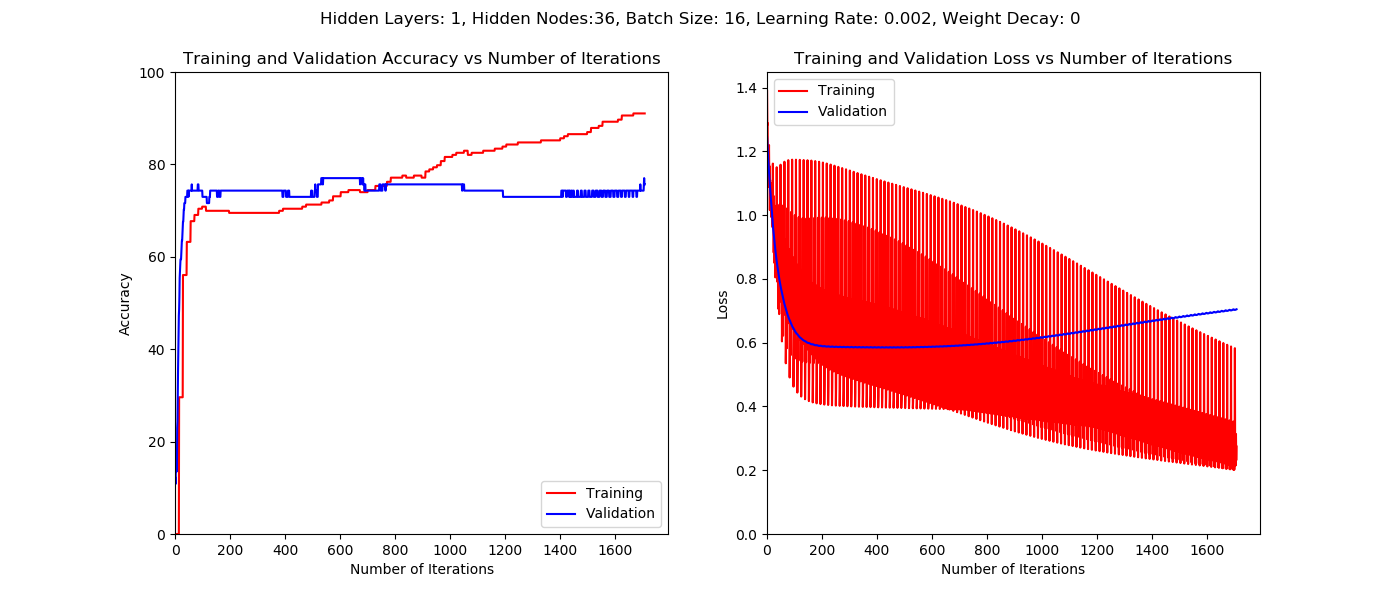 Hidden Layers: 1, Hidden Nodes:36, Batch Size: 16, Learning Rate: 0.002, Weight Decay: 0
Training and Validation Accuracy vs Number of Iterations
100
80
60
40
20
0
Accuracy
0 200 400 600 800 1000 1200 1400 1600
Number of Iterations
Training
Validation
Training and Validation Loss vs Number of Iterations
1.4
1.2
1.0
0.8
0.6
0.4
0.2
0.0
Loss
0 200 400 600 800 1000 1200 1400 1600
Number of Iterations
Training
Validation